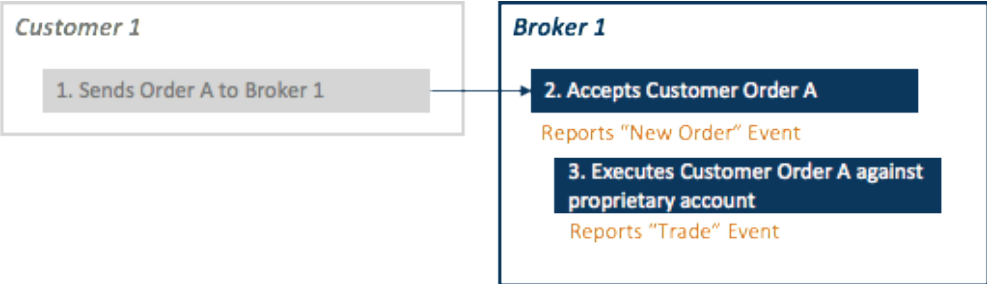 Customer 1
1. Sends Order A to Broker 1
Broker 1
2. Accepts Customer Order A
Reports "New Order" Event
3. Executes Customer Order A against
proprietary account
Reports "Trade" Event